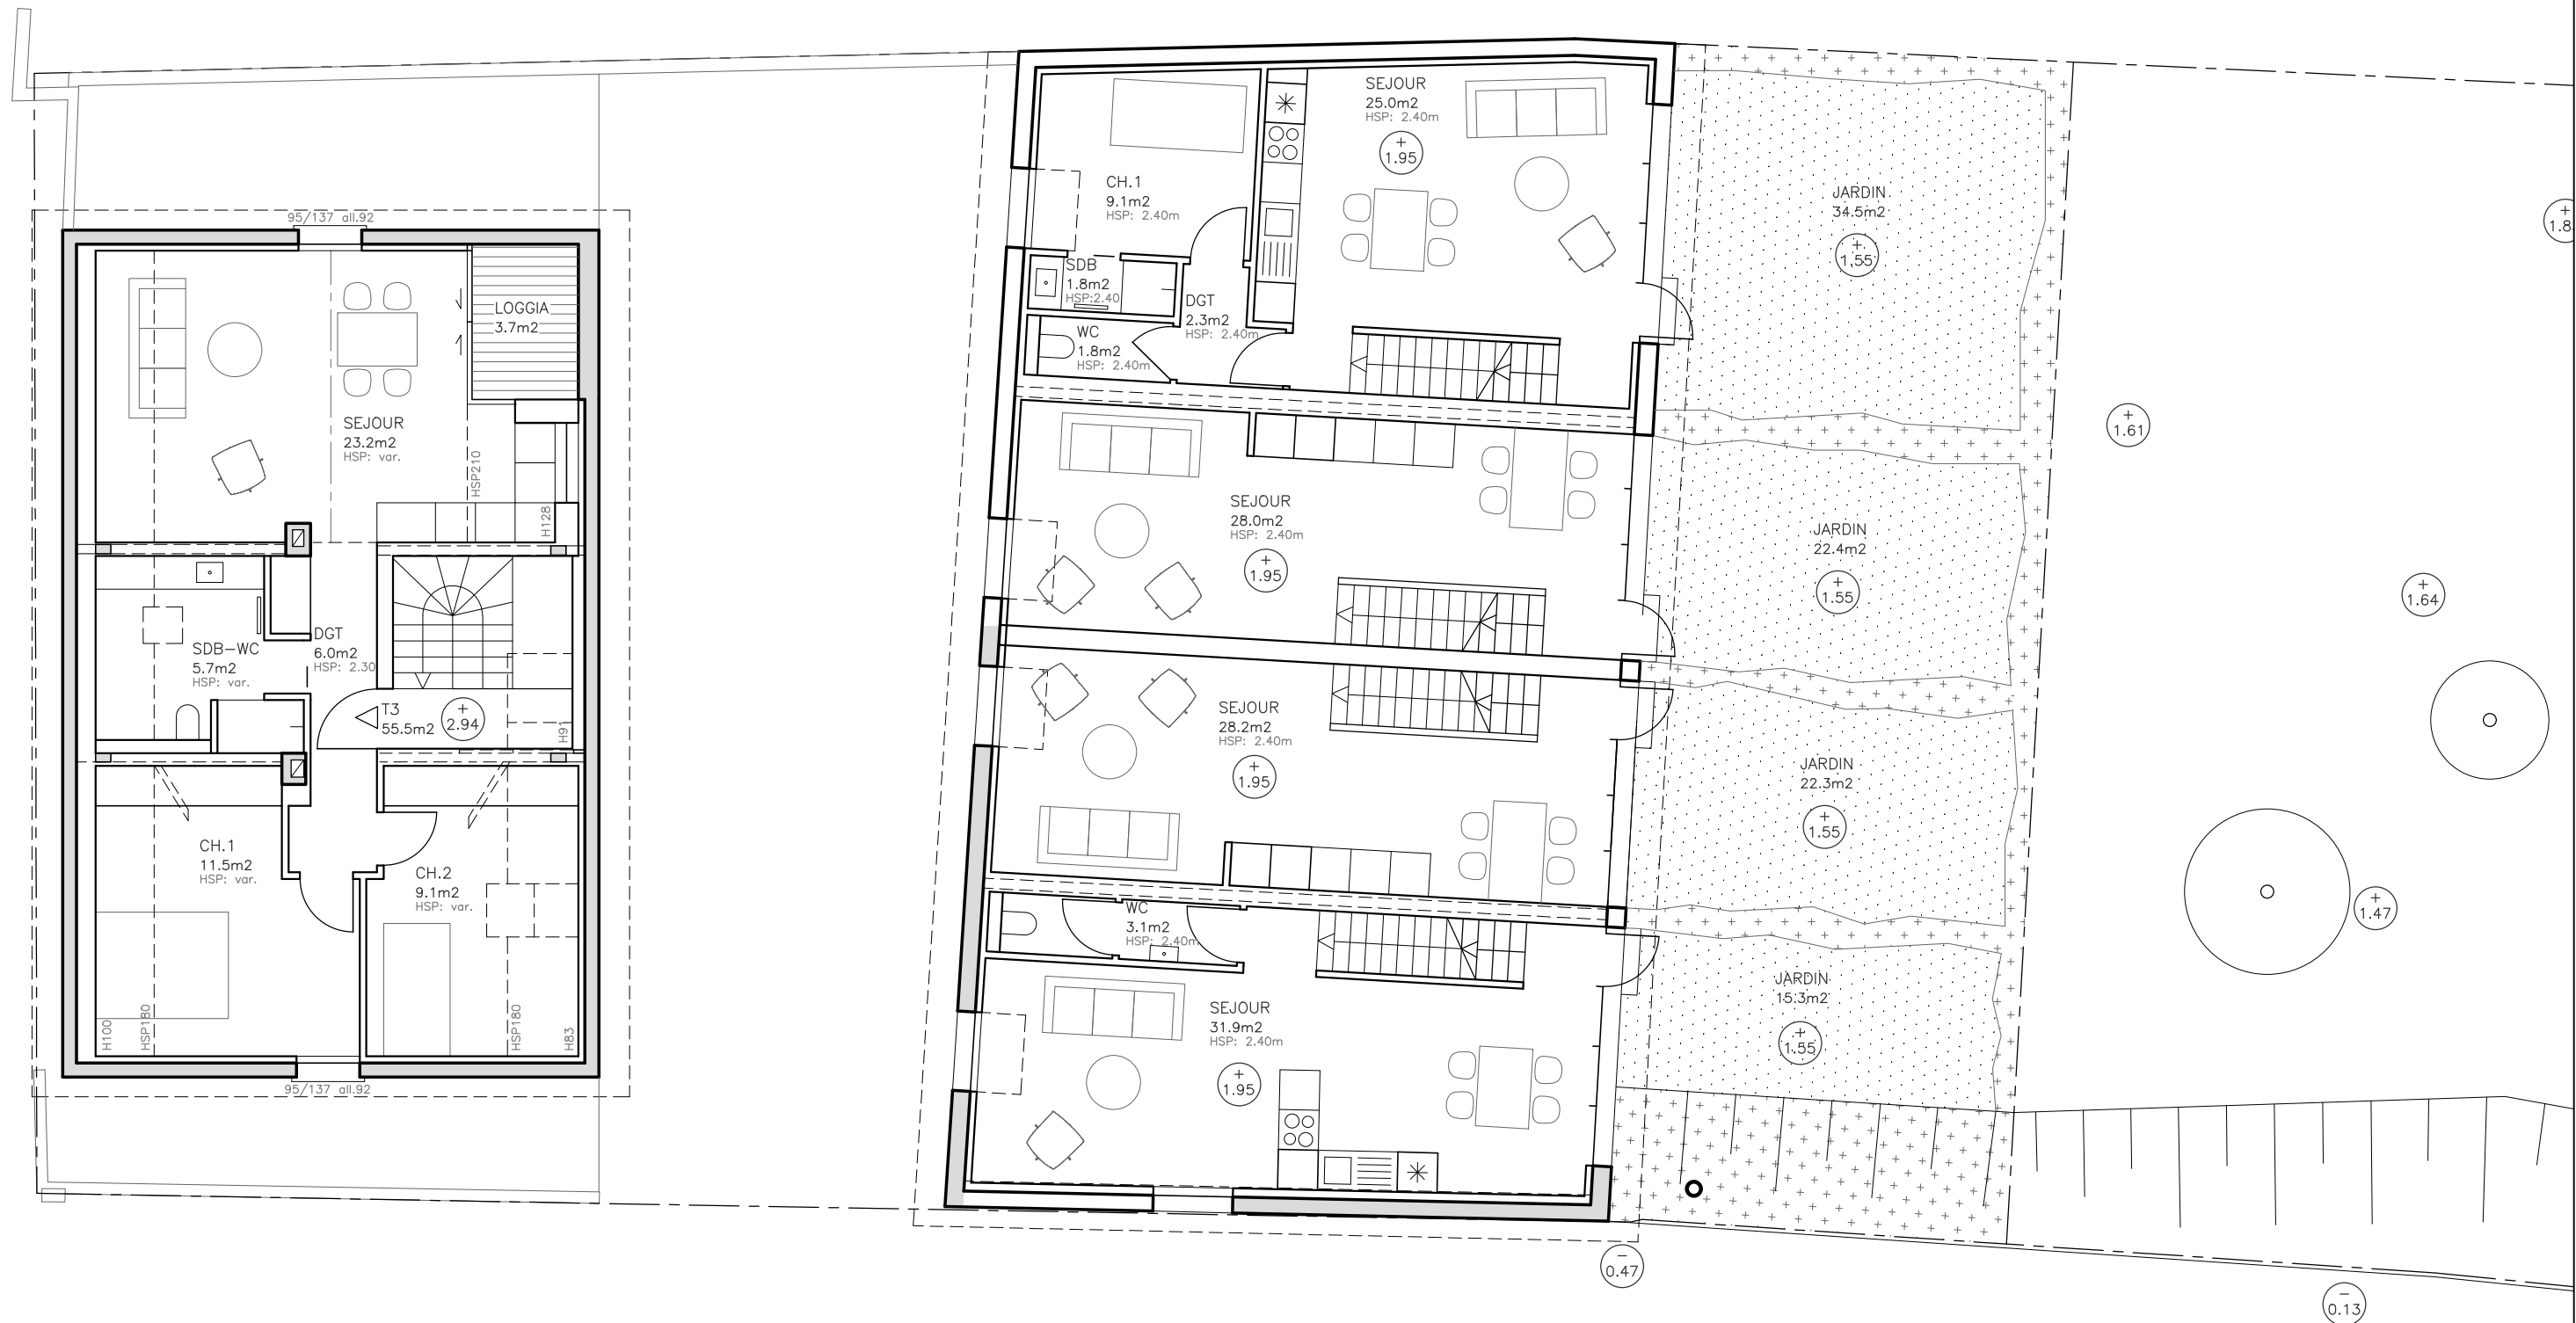 95/137 all.92
LOGGIA
3.7m2
SEJOUR
23.2m2
HSP: var.
HSP210
H128
SDB-WC
5.7m2
HSP: var.
DGT
6.0m2
HSP: 2.30
T3
55.5m2
+
2.94
H91
CH.1
11.5m2
HSP: var.
CH.2
9.1m2
HSP: var.
H100
HSP180
HSP180
H83
95/137 all.92
SEJOUR
25.0m2
HSP: 2.40m
+
1.95
CH.1
9.1m2
HSP: 2.40m
SDB
1.8m2
HSP:2.40
DGT
2.3m2
HSP: 2.40m
WC
1.8m2
HSP: 2.40m
SEJOUR
28.0m2
HSP: 2.40m
+
1.95
SEJOUR
28.2m2
HSP: 2.40m
+
1.95
WC
3.1m2
HSP: 2.40m
SEJOUR
31.9m2
HSP: 2.40m
+
1.95
JARDIN
34.5m2
+
1.55
JARDIN
22.4m2
+
1.55
JARDIN
22.3m2
+
1.55
JARDIN
15.3m2
+
1.55
+
1.8
+
1.61
+
1.64
+
1.47
−
0.47
−
0.13